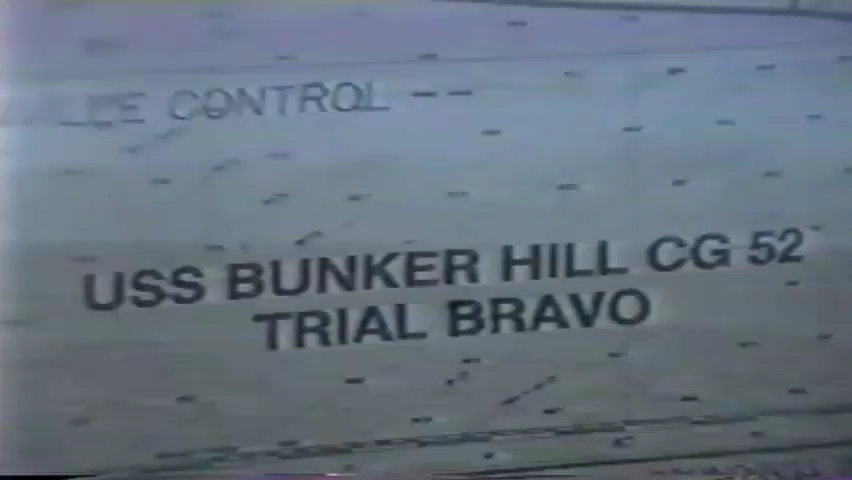 CONTROL --
USS BUNKER HILL CG 52
TRIAL BRAVO